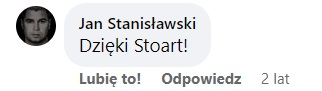 Jan Stanisławski
Dzięki Stoart!
Lubię to! Odpowiedz 2 lat